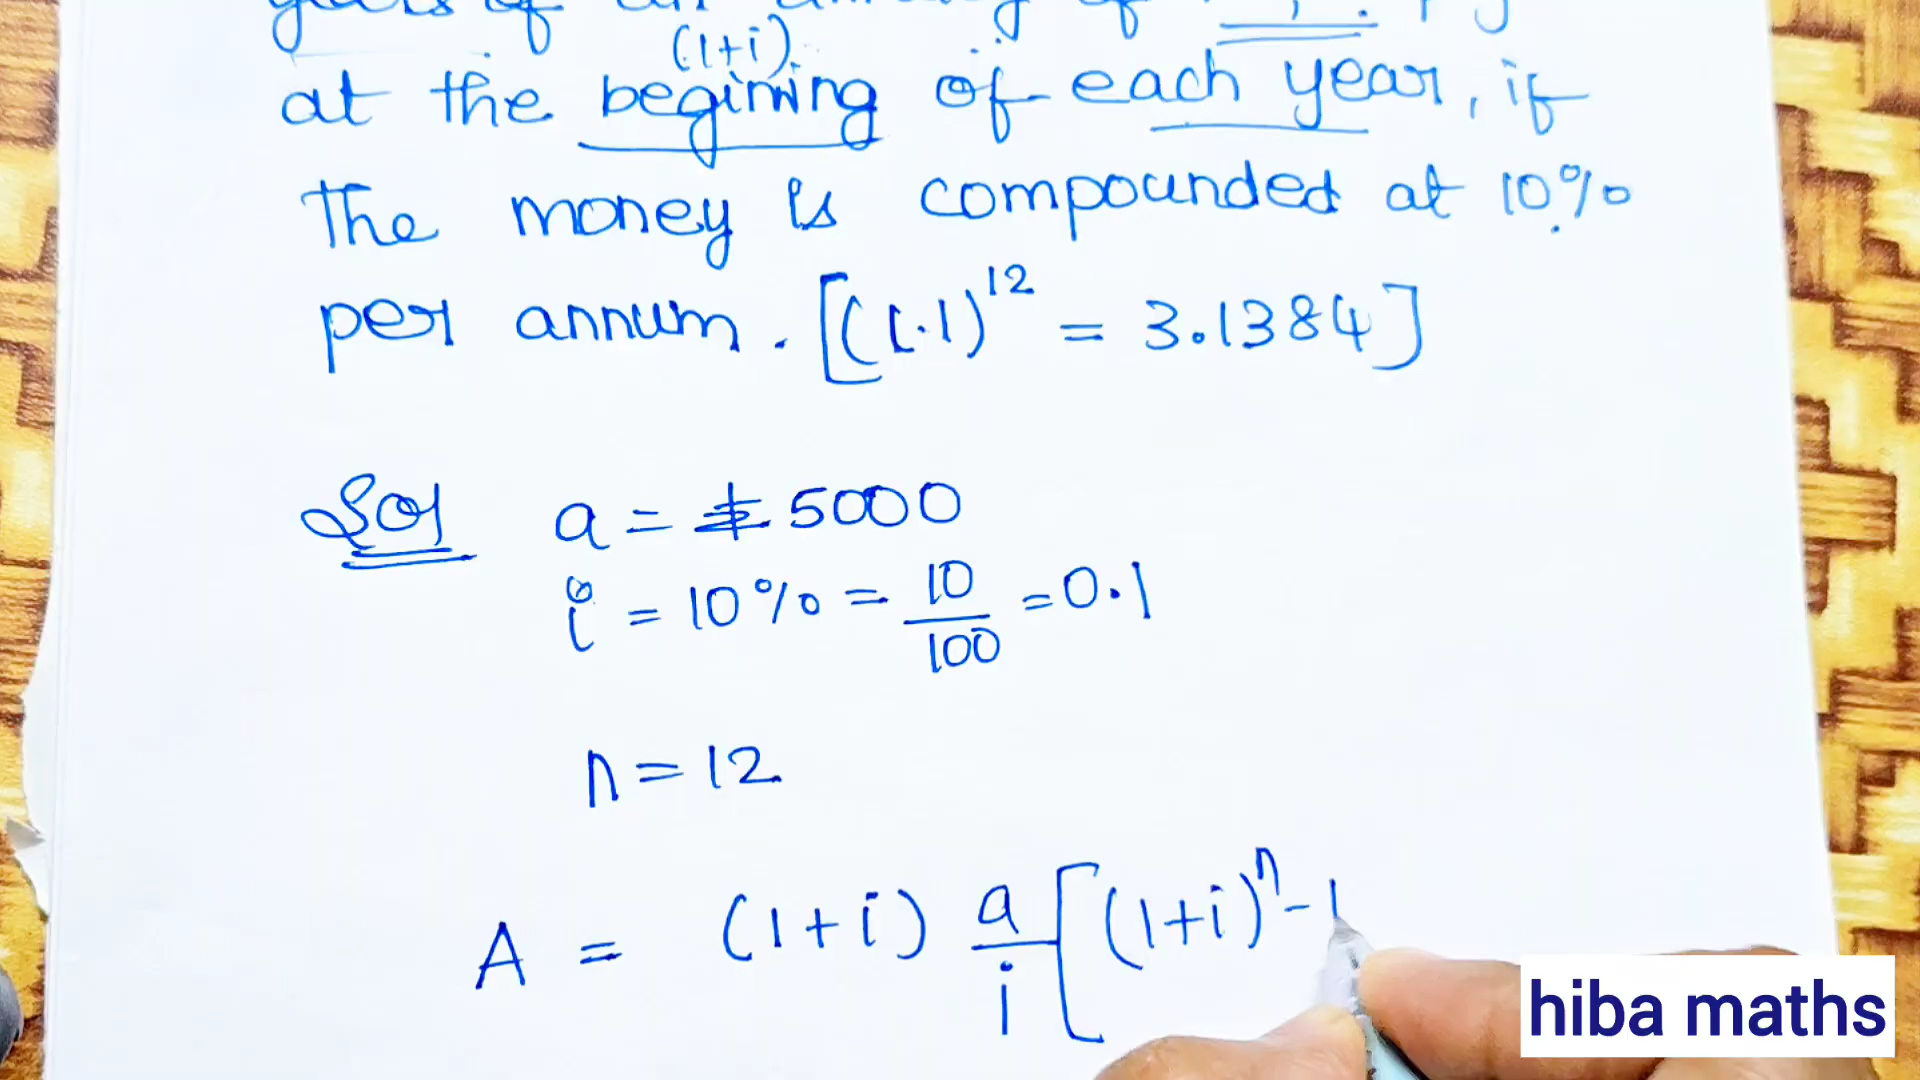 (1+i)
at the begining of each year, if
The money is compounded at 10%
per annum. [(1.1)^12 = 3.1384]
Sol a = 5000
i = 10% = 10/100 = 0.1
n = 12
A = (1+i) a/i [(1+i)^n - 1
hiba maths